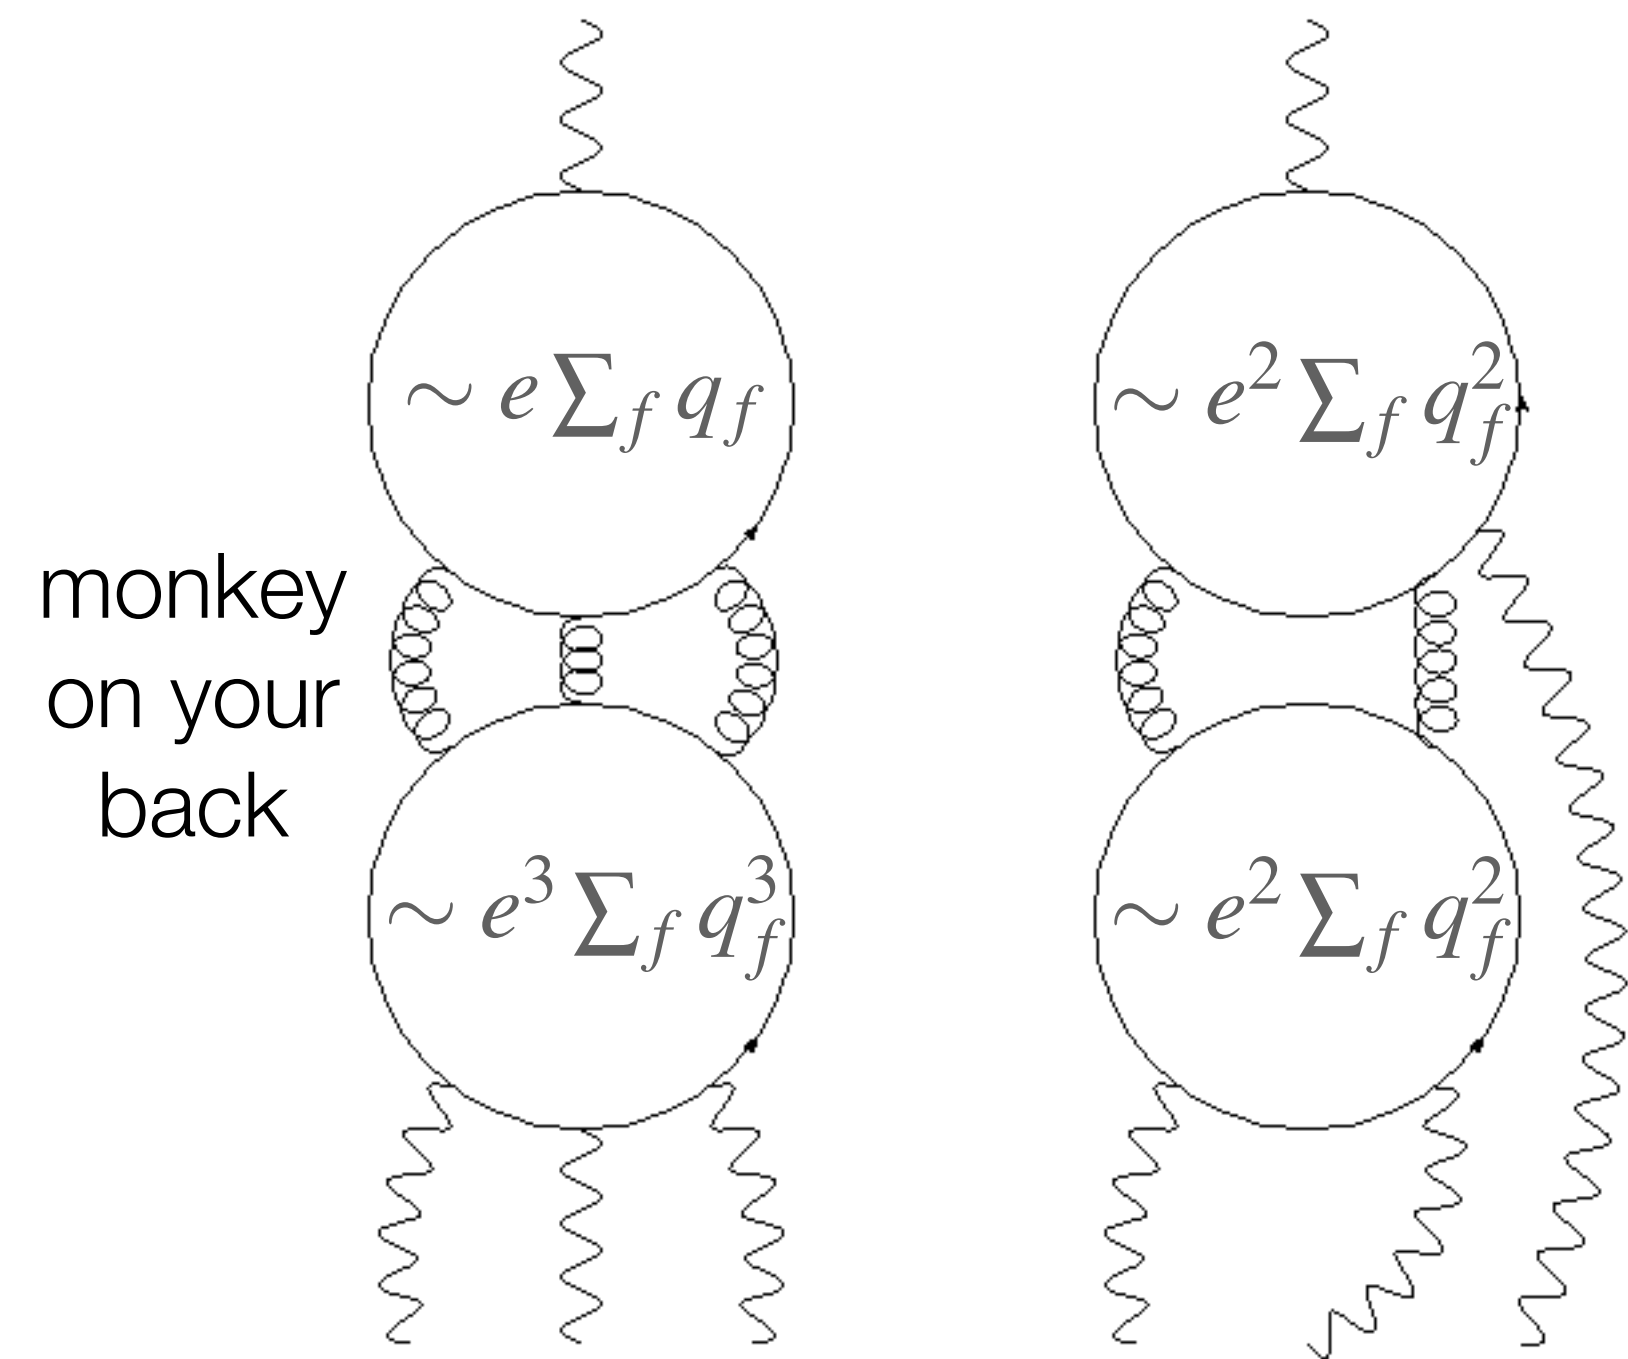 ∼ e∑_f q_f
∼ e^2∑_f q_f^2
monkey
on your
back
∼ e^3∑_f q_f^3
∼ e^2∑_f q_f^2